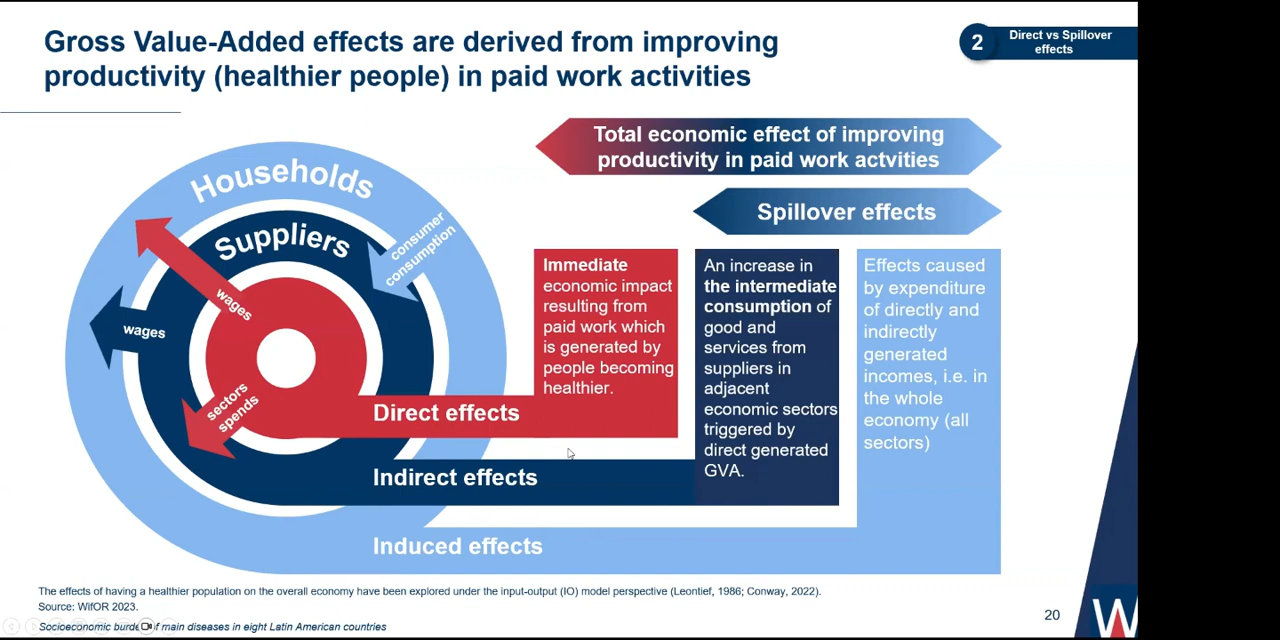 Gross Value-Added effects are derived from improving
productivity (healthier people) in paid work activities
2
Direct vs Spillover
effects
Total economic effect of improving
productivity in paid work actvities
Spillover effects
Households
Suppliers
consumer
consumption
wages
wages
sectors
spends
Immediate
economic impact
resulting from
paid work which
is generated by
people becoming
healthier.
An increase in
the intermediate
consumption of
good and
services from
suppliers in
adjacent
economic sectors
triggered by
direct generated
GVA.
Effects caused
by expenditure
of directly and
indirectly
generated
incomes, i.e. in
the whole
economy (all
sectors)
Direct effects
Indirect effects
Induced effects
The effects of having a healthier population on the overall economy have been explored under the input-output (IO) model perspective (Leontief, 1986; Conway, 2022).
Source: WifOR 2023.
Socioeconomic burden of main diseases in eight Latin American countries
20
W